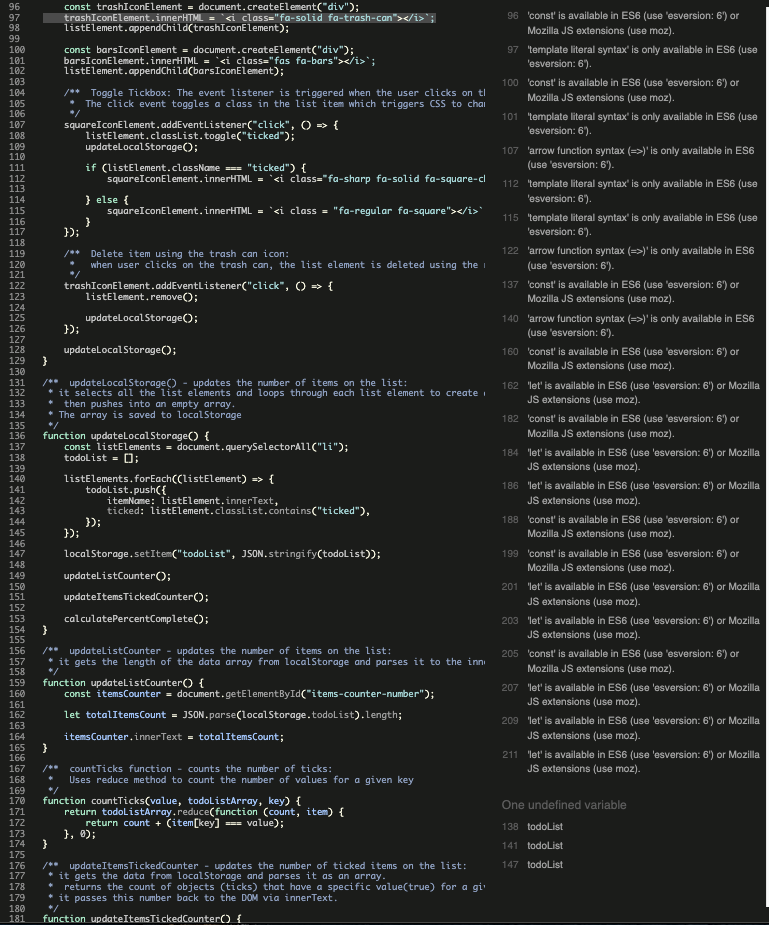 96 const trashIconElement = document.createElement("div");
97 trashIconElement.innerHTML = `<i class="fa-solid fa-trash-can"></i>`;
98 listElement.appendChild(trashIconElement);
99
100 const barsIconElement = document.createElement("div");
101 barsIconElement.innerHTML = `<i class="fas fa-bars"></i>`;
102 listElement.appendChild(barsIconElement);
103
104 /** Toggle Tickbox: The event listener is triggered when the user clicks on th
105 * The click event toggles a class in the list item which triggers CSS to chan
106 */
107 squareIconElement.addEventListener("click", () => {
108 listElement.classList.toggle("ticked");
109 updateLocalStorage();
110
111 if (listElement.className === "ticked") {
112 squareIconElement.innerHTML = `<i class="fa-sharp fa-solid fa-square-ch
113
114 } else {
115 squareIconElement.innerHTML = `<i class = "fa-regular fa-square"></i>`
116 }
117 });
118
119 /** Delete item using the trash can icon:
120 * when user clicks on the trash can, the list element is deleted using the
121 */
122 trashIconElement.addEventListener("click", () => {
123 listElement.remove();
124
125 updateLocalStorage();
126 });
127
128 updateLocalStorage();
129 }
130
131 /** updateLocalStorage() - updates the number of items on the list:
132 * it selects all the list elements and loops through each list element to create
133 * then pushes into an empty array.
134 * The array is saved to localStorage
135 */
136 function updateLocalStorage() {
137 const listElements = document.querySelectorAll("li");
138 todoList = [];
139
140 listElements.forEach((listElement) => {
141 todoList.push({
142 itemName: listElement.innerText,
143 ticked: listElement.classList.contains("ticked"),
144 });
145 });
146
147 localStorage.setItem("todoList", JSON.stringify(todoList));
148
149 updateListCounter();
150
151 updateItemsTickedCounter();
152
153 calculatePercentComplete();
154 }
155
156 /** updateListCounter - updates the number of items on the list:
157 * it gets the length of the data array from localStorage and parses it to the inn
158 */
159 function updateListCounter() {
160 const itemsCounter = document.getElementById("items-counter-number");
161
162 let totalItemsCount = JSON.parse(localStorage.todoList).length;
163
164 itemsCounter.innerText = totalItemsCount;
165 }
166
167 /** countTicks function - counts the number of ticks:
168 * Uses reduce method to count the number of values for a given key
169 */
170 function countTicks(value, todoListArray, key) {
171 return todoListArray.reduce(function (count, item) {
172 return count + (item[key] === value);
173 }, 0);
174 }
175
176 /** updateItemsTickedCounter - updates the number of ticked items on the list:
177 * it gets the data from localStorage and parses it as an array.
178 * returns the count of objects (ticks) that have a specific value(true) for a giv
179 * it passes this number back to the DOM via innerText.
180 */
181 function updateItemsTickedCounter() {
96 'const' is available in ES6 (use 'esversion: 6') or
Mozilla JS extensions (use moz).
97 'template literal syntax' is only available in ES6 (use
'esversion: 6').
100 'const' is available in ES6 (use 'esversion: 6') or
Mozilla JS extensions (use moz).
101 'template literal syntax' is only available in ES6 (use
'esversion: 6').
107 'arrow function syntax (=>)' is only available in ES6
(use 'esversion: 6').
112 'template literal syntax' is only available in ES6 (use
'esversion: 6').
115 'template literal syntax' is only available in ES6 (use
'esversion: 6').
122 'arrow function syntax (=>)' is only available in ES6
(use 'esversion: 6').
137 'const' is available in ES6 (use 'esversion: 6') or
Mozilla JS extensions (use moz).
140 'arrow function syntax (=>)' is only available in ES6
(use 'esversion: 6').
160 'const' is available in ES6 (use 'esversion: 6') or
Mozilla JS extensions (use moz).
162 'let' is available in ES6 (use 'esversion: 6') or Mozilla
JS extensions (use moz).
182 'const' is available in ES6 (use 'esversion: 6') or
Mozilla JS extensions (use moz).
184 'let' is available in ES6 (use 'esversion: 6') or Mozilla
JS extensions (use moz).
186 'let' is available in ES6 (use 'esversion: 6') or Mozilla
JS extensions (use moz).
188 'const' is available in ES6 (use 'esversion: 6') or
Mozilla JS extensions (use moz).
199 'const' is available in ES6 (use 'esversion: 6') or
Mozilla JS extensions (use moz).
201 'let' is available in ES6 (use 'esversion: 6') or Mozilla
JS extensions (use moz).
203 'let' is available in ES6 (use 'esversion: 6') or Mozilla
JS extensions (use moz).
205 'const' is available in ES6 (use 'esversion: 6') or
Mozilla JS extensions (use moz).
207 'let' is available in ES6 (use 'esversion: 6') or Mozilla
JS extensions (use moz).
209 'let' is available in ES6 (use 'esversion: 6') or Mozilla
JS extensions (use moz).
211 'let' is available in ES6 (use 'esversion: 6') or Mozilla
JS extensions (use moz).
One undefined variable
138 todoList
141 todoList
147 todoList